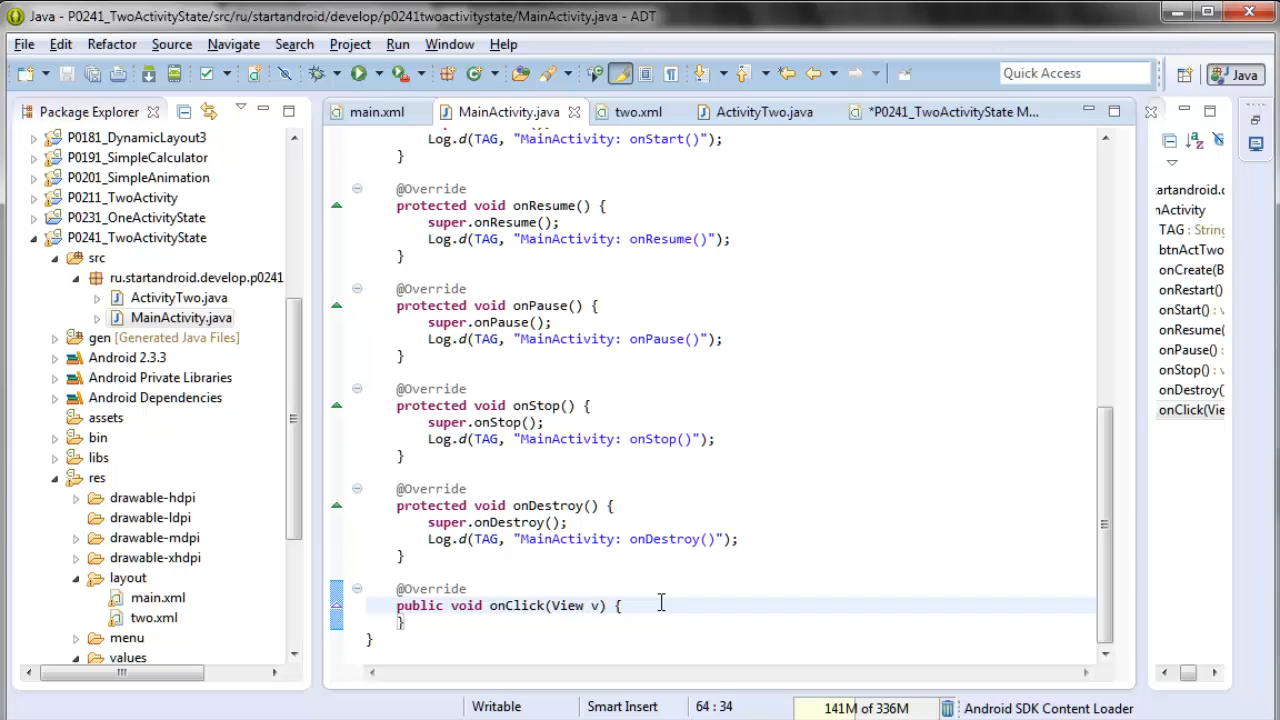 Java - P0241_TwoActivityState/src/ru/startandroid/develop/p0241twoactivitystate/MainActivity.java - ADT
File Edit Refactor Source Navigate Search Project Run Window Help
Quick Access
Java
Package Explorer
main.xml
MainActivity.java
two.xml
ActivityTwo.java
*P0241_TwoActivityState M...
P0181_DynamicLayout3
P0191_SimpleCalculator
P0201_SimpleAnimation
P0211_TwoActivity
P0231_OneActivityState
P0241_TwoActivityState
src
ru.startandroid.develop.p0241
ActivityTwo.java
MainActivity.java
gen [Generated Java Files]
Android 2.3.3
Android Private Libraries
Android Dependencies
assets
bin
libs
res
drawable-hdpi
drawable-ldpi
drawable-mdpi
drawable-xhdpi
layout
main.xml
two.xml
menu
values
Log.d(TAG, "MainActivity: onStart()");
}
@Override
protected void onResume() {
super.onResume();
Log.d(TAG, "MainActivity: onResume()");
}
@Override
protected void onPause() {
super.onPause();
Log.d(TAG, "MainActivity: onPause()");
}
@Override
protected void onStop() {
super.onStop();
Log.d(TAG, "MainActivity: onStop()");
}
@Override
protected void onDestroy() {
super.onDestroy();
Log.d(TAG, "MainActivity: onDestroy()");
}
@Override
public void onClick(View v) {
}
}
artandroid.
nActivity
TAG : String
btnActTwo
onCreate(B
onRestart()
onStart() : v
onResume(
onPause() :
onStop() : v
onDestroy(
onClick(Vie
Writable
Smart Insert
64 : 34
141M of 336M
Android SDK Content Loader